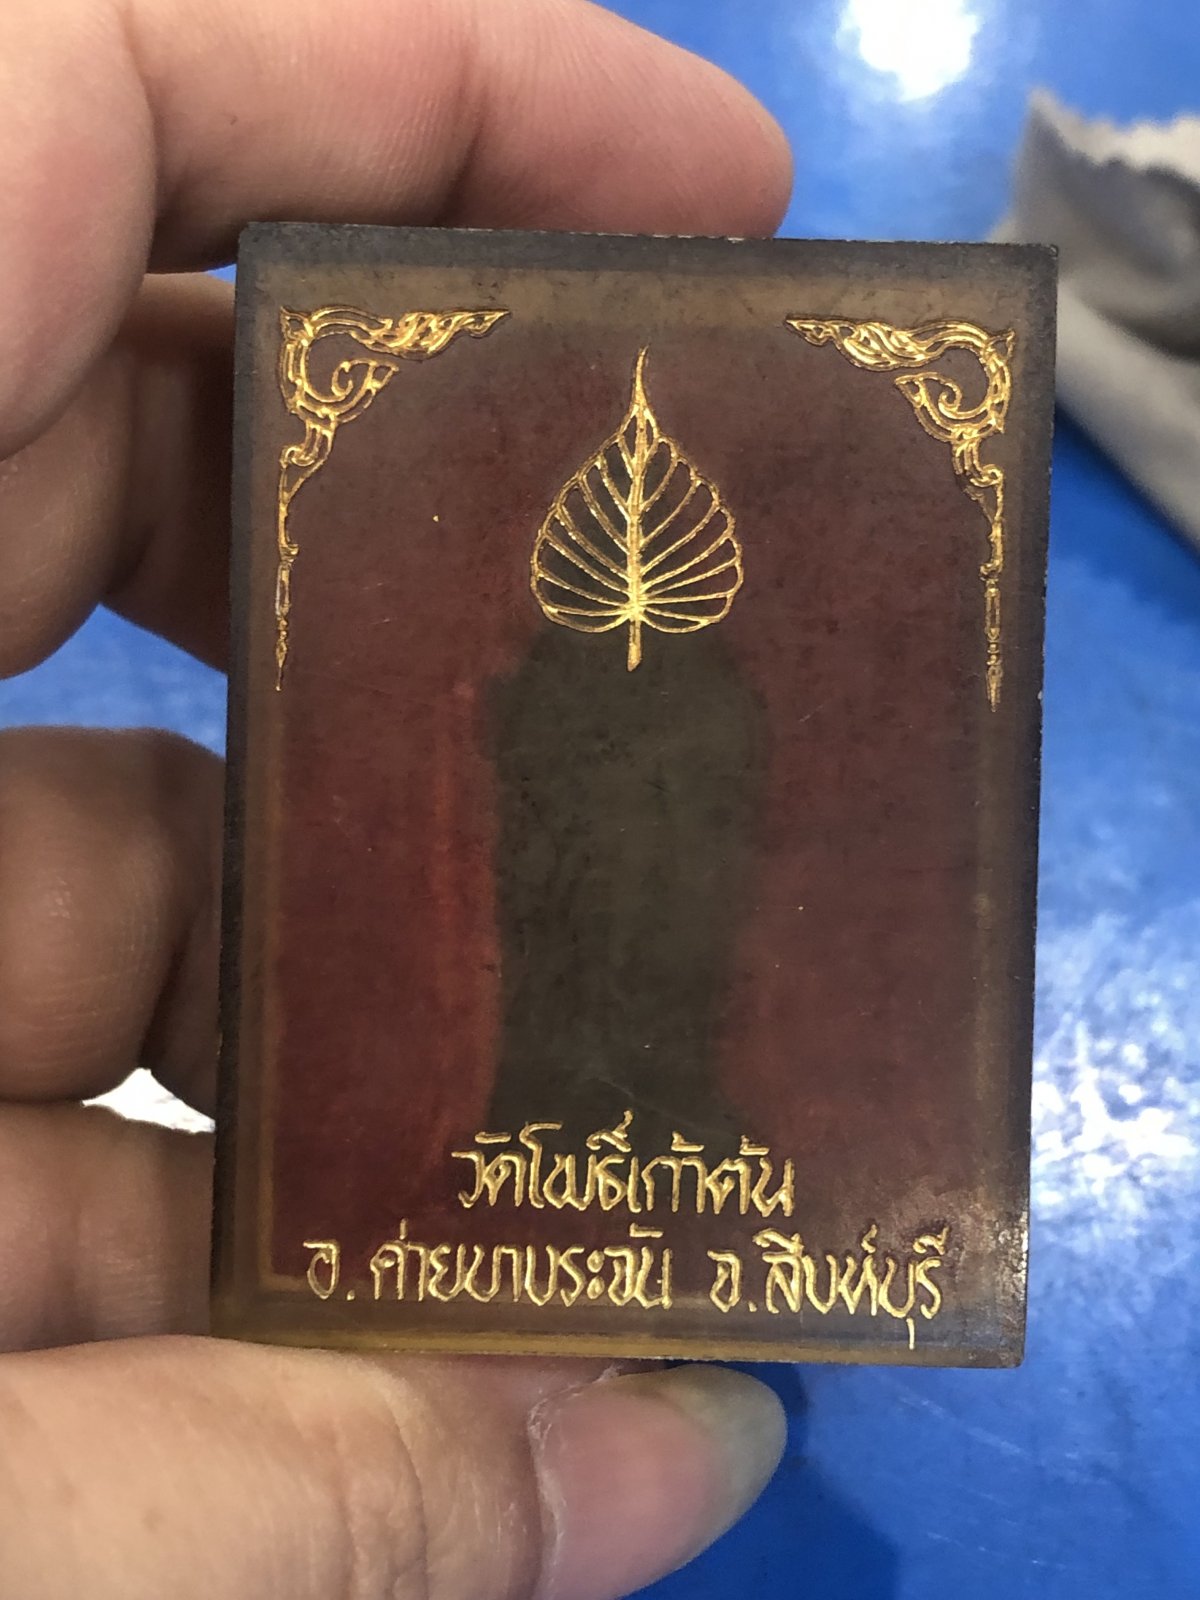 วัดโพธิ์เก้าต้น
อ.ค่ายบางระจัน จ.สิงห์บุรี